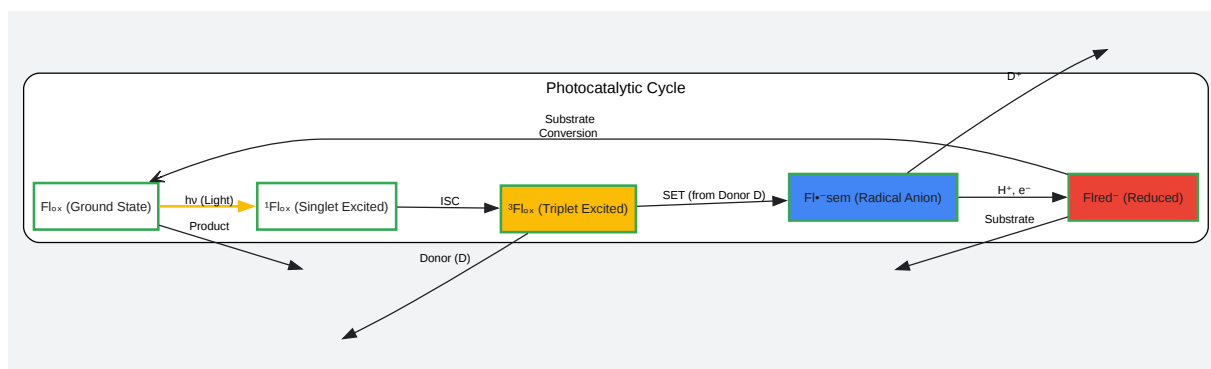 D⁺
Photocatalytic Cycle
Substrate
Conversion
Flₒₓ (Ground State)
hν (Light)
¹Flₒₓ (Singlet Excited)
ISC
³Flₒₓ (Triplet Excited)
SET (from Donor D)
Fl•⁻sem (Radical Anion)
H⁺, e⁻
Flred⁻ (Reduced)
Product
Substrate
Donor (D)